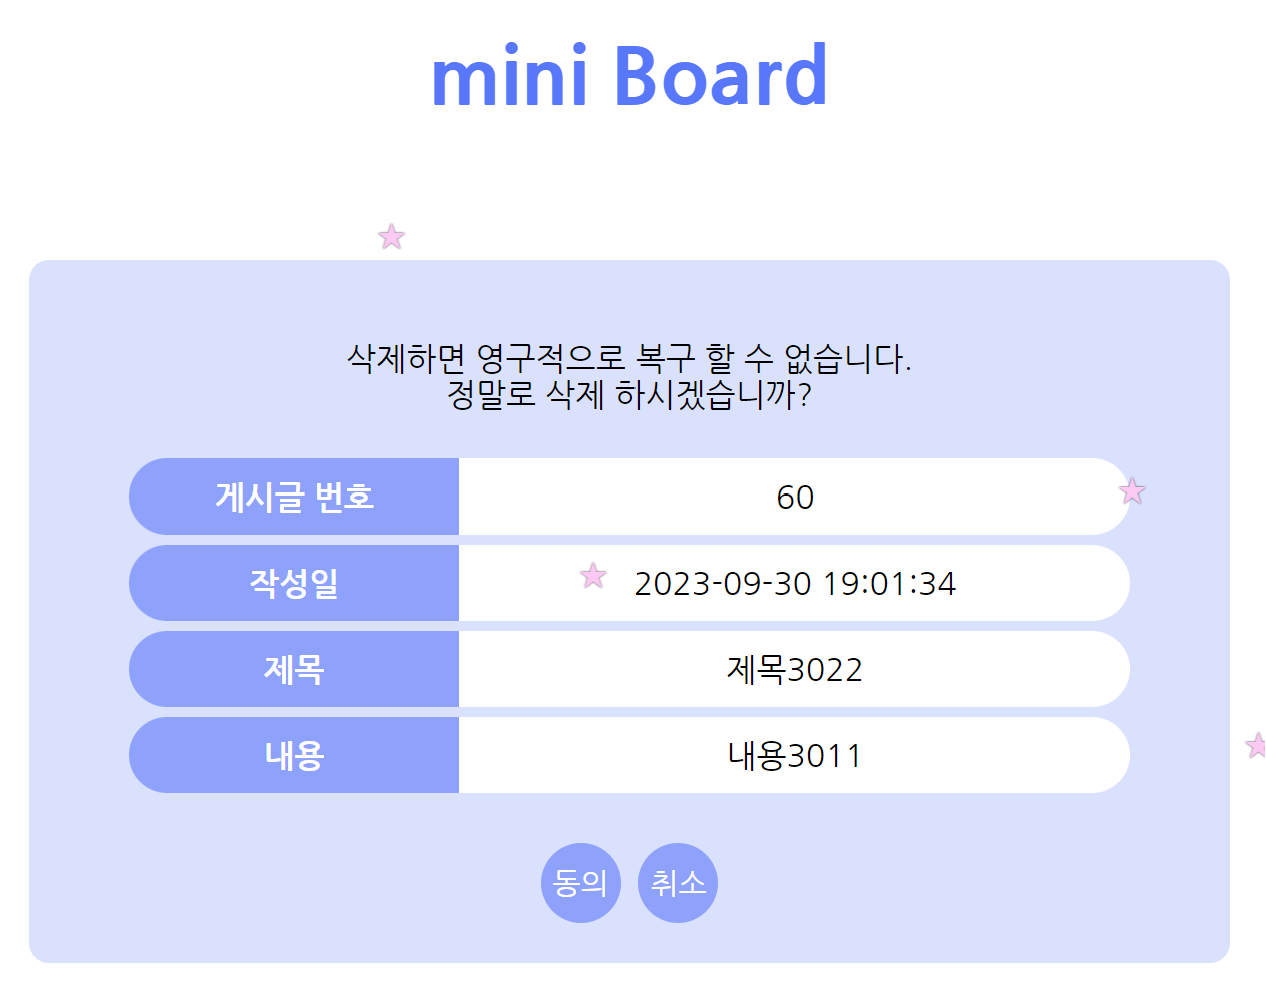 mini Board
삭제하면 영구적으로 복구 할 수 없습니다.
정말로 삭제 하시겠습니까?
게시글 번호 60
작성일 2023-09-30 19:01:34
제목 제목3022
내용 내용3011
동의 취소